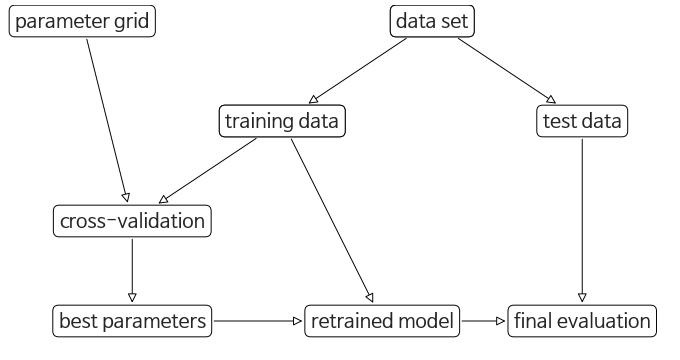 parameter grid
data set
training data
test data
cross-validation
best parameters
retrained model
final evaluation